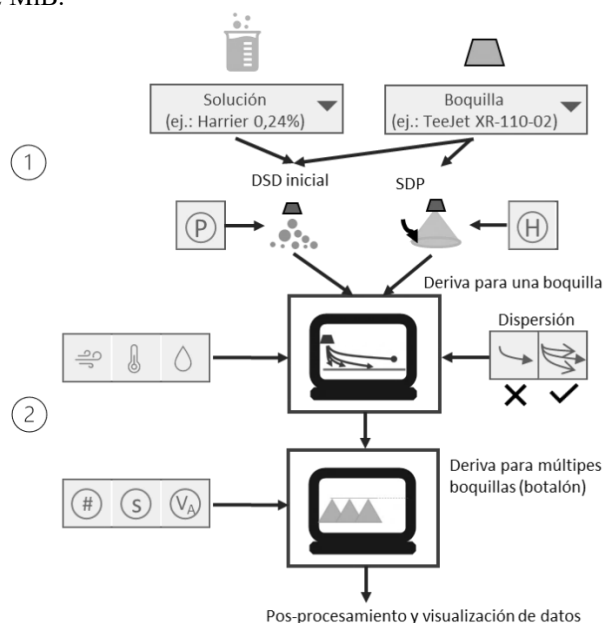 MIB.
Solución
(ej.: Harrier 0,24%)
Boquilla
(ej.: TeeJet XR-110-02)
1
DSD inicial
SDP
P
H
Deriva para una boquilla
Dispersión
2
Deriva para múltipes
boquillas (botalón)
# S VA
Pos-procesamiento y visualización de datos